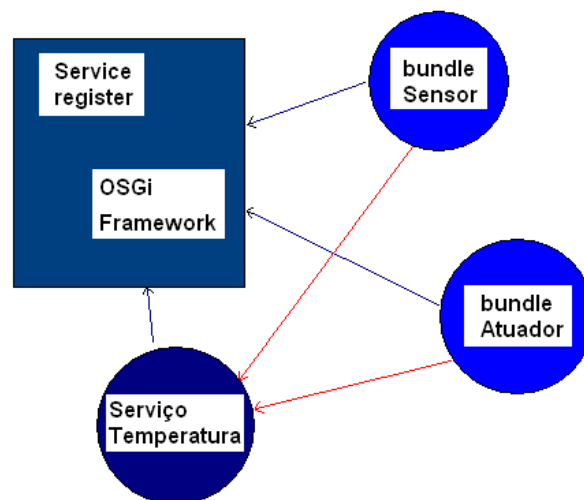 Service
register
OSGi
Framework
bundle
Sensor
bundle
Atuador
Serviço
Temperatura